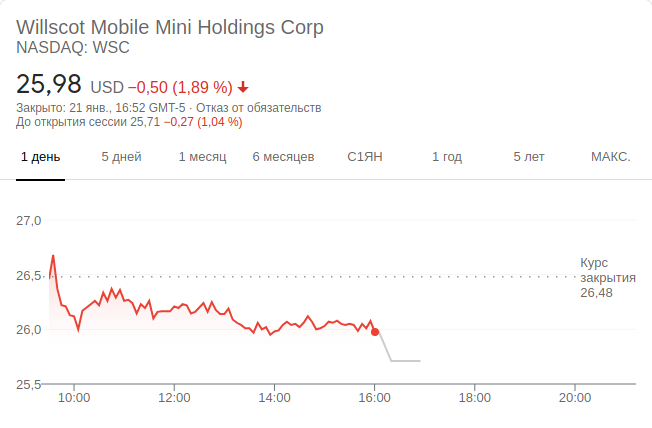 Willscot Mobile Mini Holdings Corp
NASDAQ: WSC
25,98 USD −0,50 (1,89 %)
Закрыто: 21 янв., 16:52 GMT-5 · Отказ от обязательств
До открытия сессии 25,71 −0,27 (1,04 %)
1 день 5 дней 1 месяц 6 месяцев С1ЯН 1 год 5 лет МАКС.
27,0
26,5
26,0
25,5
Курс
закрытия
26,48
10:00 12:00 14:00 16:00 18:00 20:00